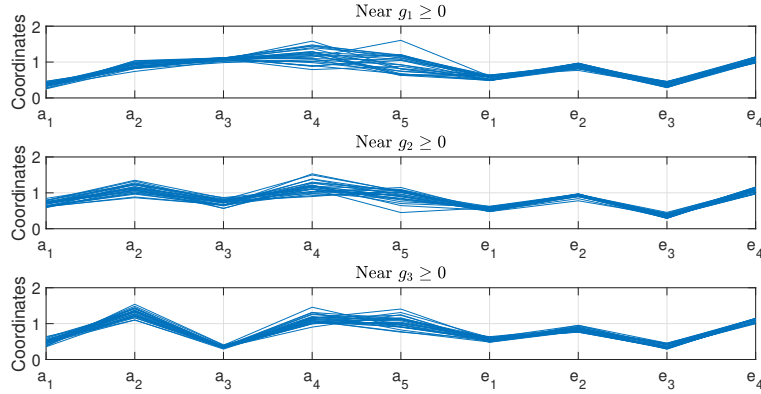 Near g₁ ≥ 0
Coordinates
2
1
0
a₁ a₂ a₃ a₄ a₅ e₁ e₂ e₃ e₄
Near g₂ ≥ 0
Coordinates
2
1
0
a₁ a₂ a₃ a₄ a₅ e₁ e₂ e₃ e₄
Near g₃ ≥ 0
Coordinates
2
1
0
a₁ a₂ a₃ a₄ a₅ e₁ e₂ e₃ e₄